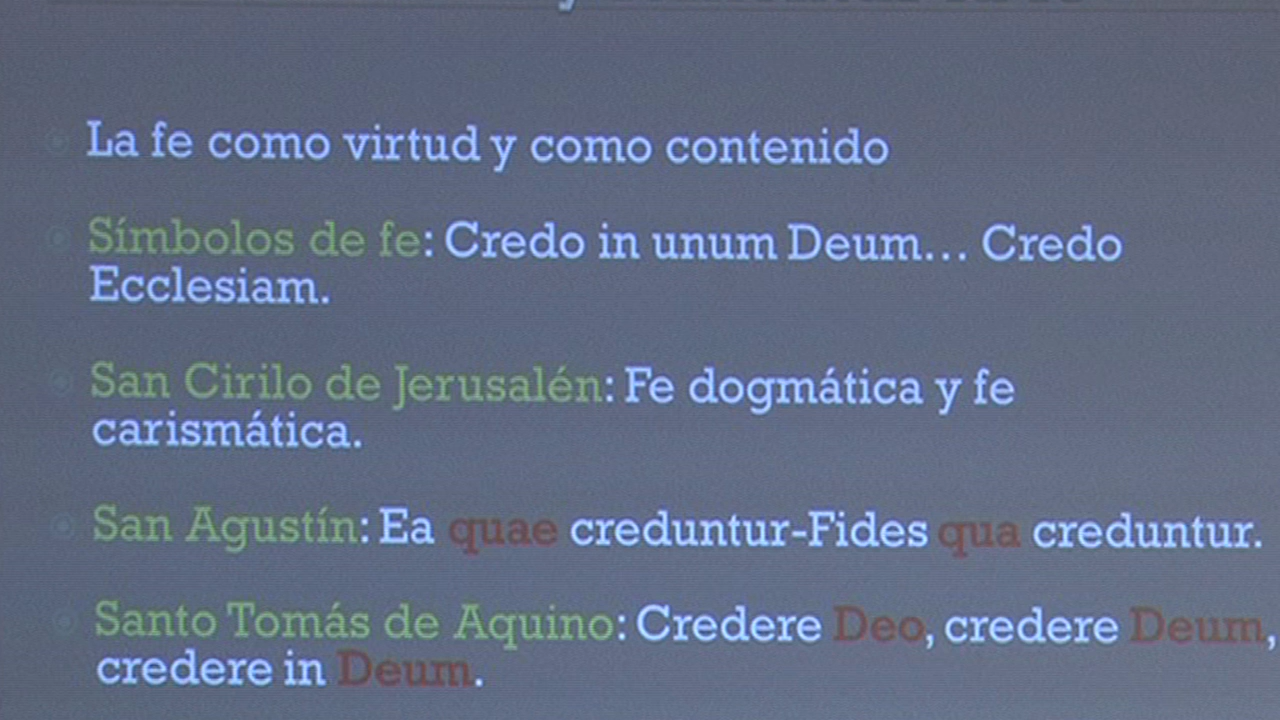 La fe como virtud y como contenido
Símbolos de fe: Credo in unum Deum... Credo
Ecclesiam.
San Cirilo de Jerusalén: Fe dogmática y fe
carismática.
San Agustín: Ea quae creduntur-Fides qua creduntur.
Santo Tomás de Aquino: Credere Deo, credere Deum,
credere in Deum.